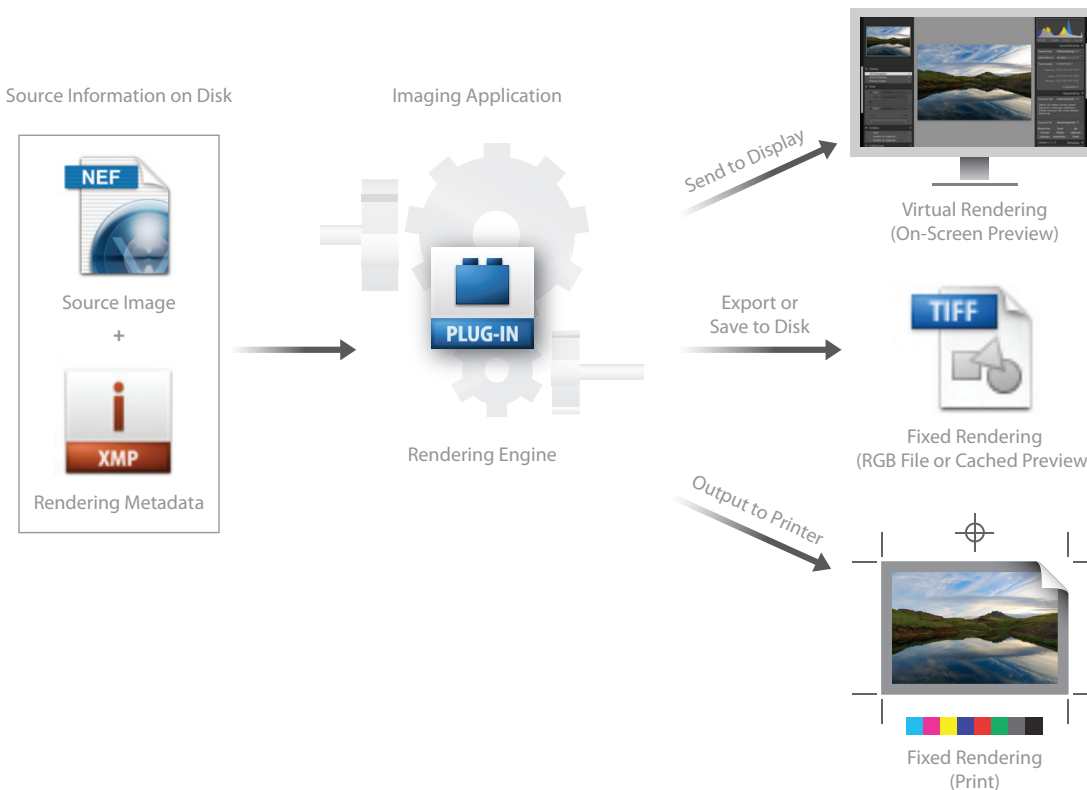 Source Information on Disk
NEF
Source Image
+
XMP
Rendering Metadata
Imaging Application
PLUG-IN
Rendering Engine
Send to Display
Virtual Rendering
(On-Screen Preview)
Export or
Save to Disk
TIFF
Fixed Rendering
(RGB File or Cached Preview
Output to Printer
Fixed Rendering
(Print)